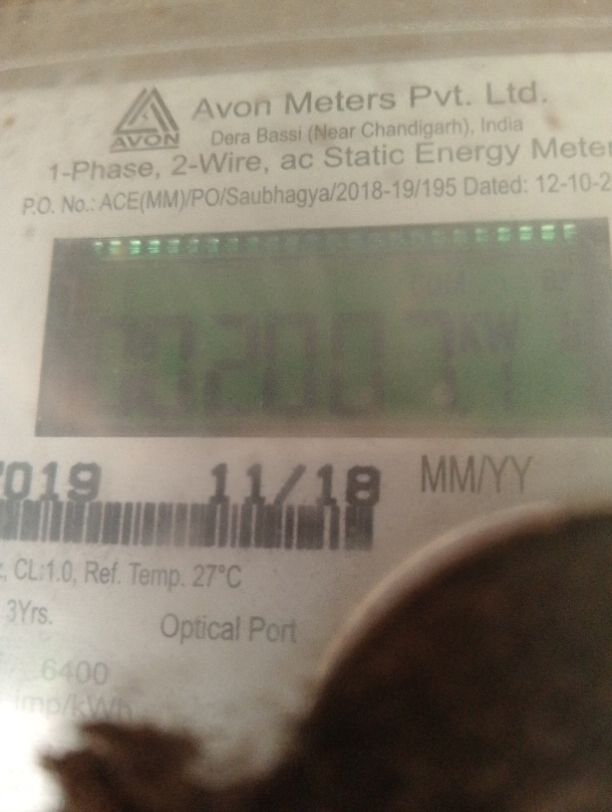 AVON
Avon Meters Pvt. Ltd.
Dera Bassi (Near Chandigarh), India
1-Phase, 2-Wire, ac Static Energy Meter
P.O. No.: ACE(MM)/PO/Saubhagya/2018-19/195 Dated: 12-10-2
7019 11/18 MM/YY
CL:1.0, Ref. Temp. 27°C
3Yrs.
Optical Port
6400
imp/kWh